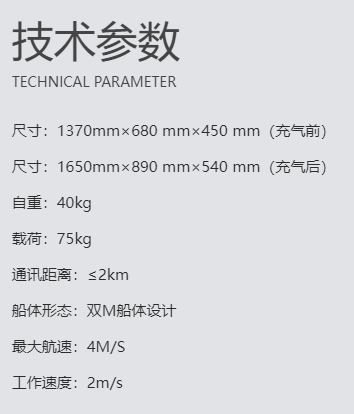 技术参数
TECHNICAL PARAMETER
尺寸：1370mm×680 mm×450 mm（充气前）
尺寸：1650mm×890 mm×540 mm（充气后）
自重：40kg
载荷：75kg
通讯距离：≤2km
船体形态：双M船体设计
最大航速：4M/S
工作速度：2m/s